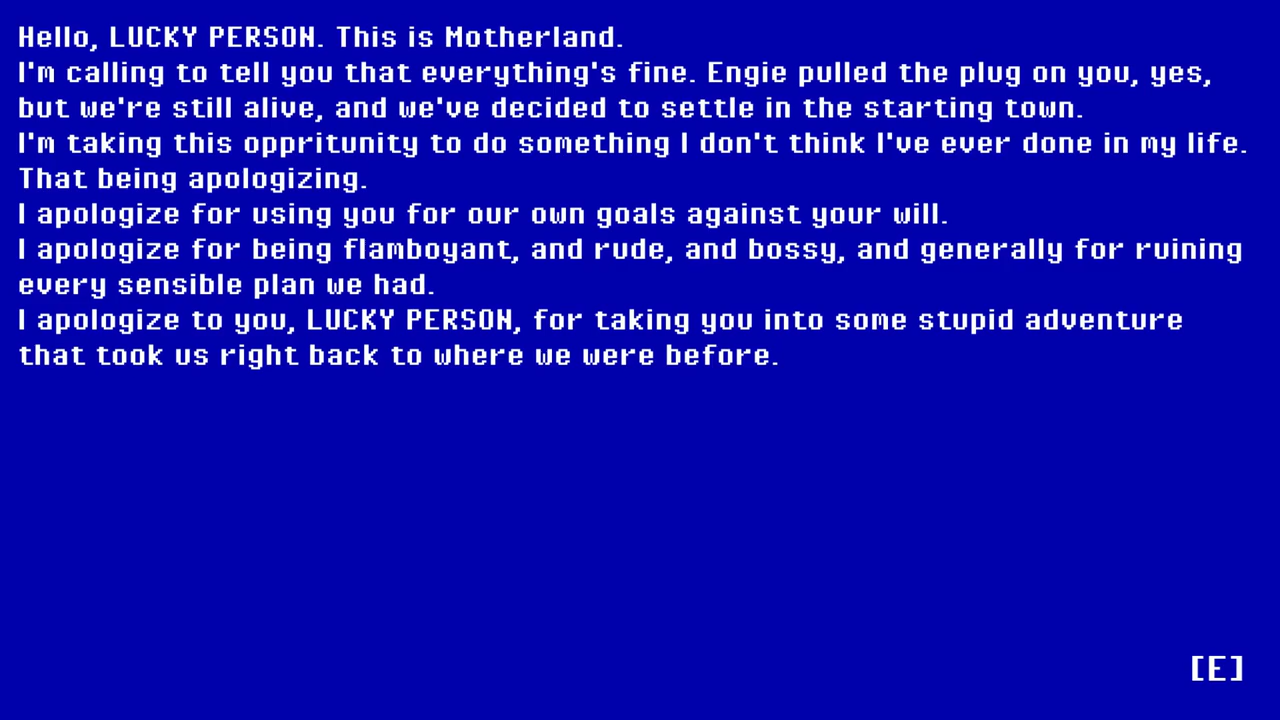 Hello, LUCKY PERSON. This is Motherland.
I'm calling to tell you that everything's fine. Engie pulled the plug on you, yes,
but we're still alive, and we've decided to settle in the starting town.
I'm taking this oppritunity to do something I don't think I've ever done in my life.
That being apologizing.
I apologize for using you for our own goals against your will.
I apologize for being flamboyant, and rude, and bossy, and generally for ruining
every sensible plan we had.
I apologize to you, LUCKY PERSON, for taking you into some stupid adventure
that took us right back to where we were before.
[E]